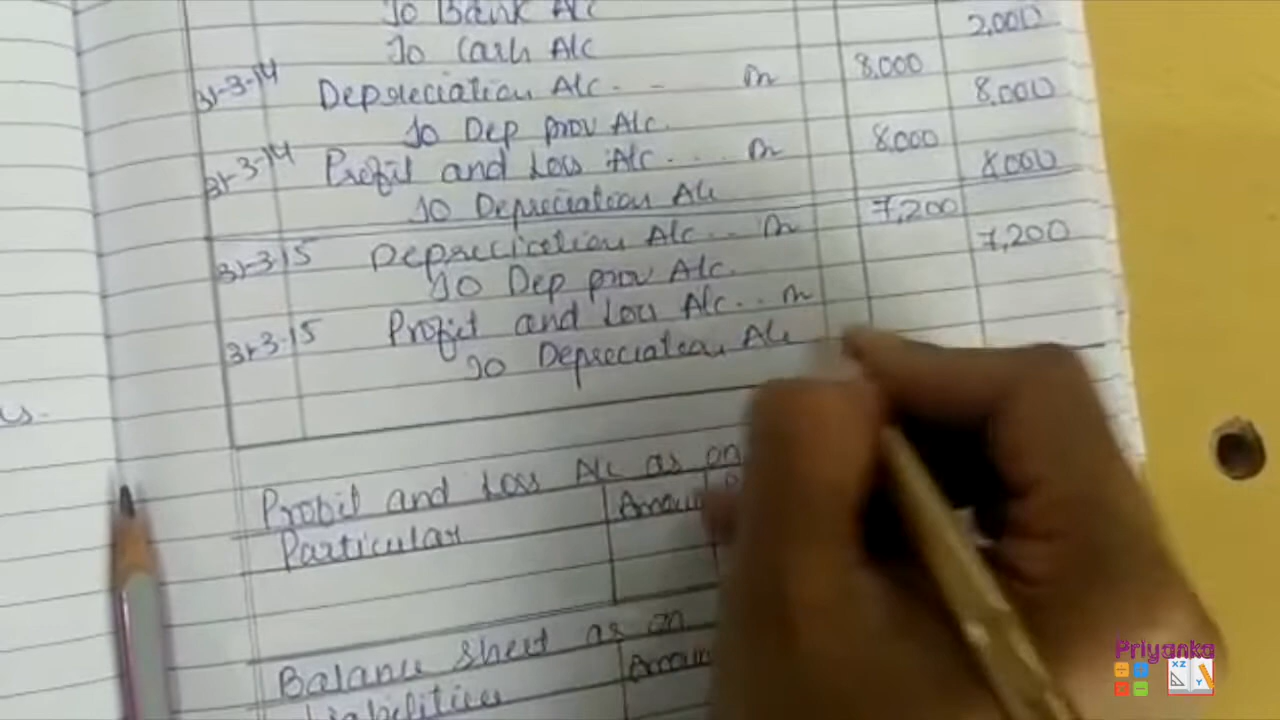 To Bank A/c
2,000
To Cash A/c
31-3-14 Depreciation A/c. - Dr 8,000
To Dep prov A/c. 8,000
31-3-14 Profit and Loss A/c... Dr 8,000
To Depreciation A/c 8,000
31-3-15 Depreciation A/c.. Dr 7,200
To Dep prov A/c. 7,200
31-3-15 Profit and Loss A/c.. Dr
To Depreciation A/c
Profit and Loss A/c as on
Particular Amount
Balance sheet as on
Liabilities Amoun
Priyanka